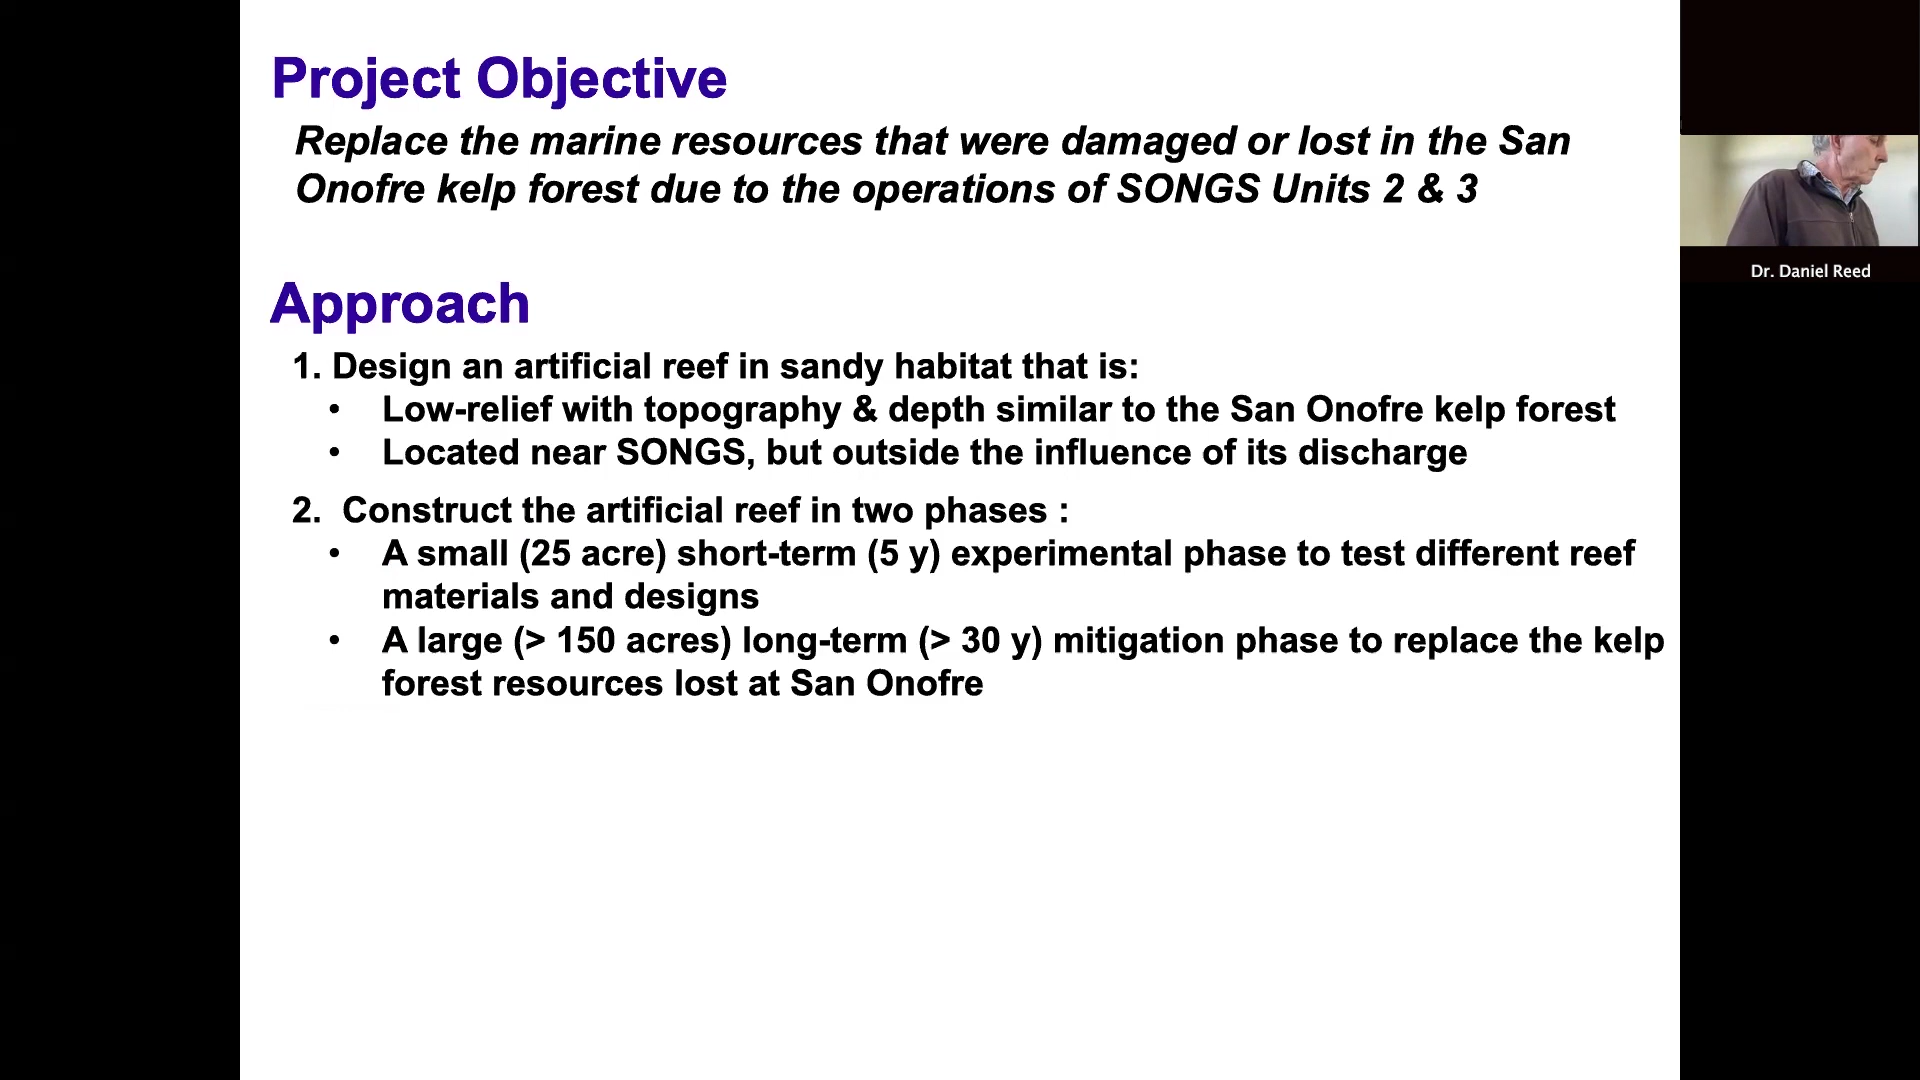 Project Objective
Replace the marine resources that were damaged or lost in the San
Onofre kelp forest due to the operations of SONGS Units 2 & 3
Approach
1. Design an artificial reef in sandy habitat that is:
• Low-relief with topography & depth similar to the San Onofre kelp forest
• Located near SONGS, but outside the influence of its discharge
2. Construct the artificial reef in two phases :
• A small (25 acre) short-term (5 y) experimental phase to test different reef
materials and designs
• A large (> 150 acres) long-term (> 30 y) mitigation phase to replace the kelp
forest resources lost at San Onofre
Dr. Daniel Reed